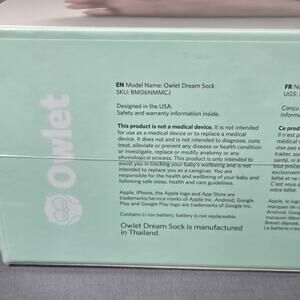 Owlet
EN Model Name: Owlet Dream Sock
SKU: BM06NMMCJ
Designed in the USA.
Safety and warranty information inside.
This product is not a medical device. It is not intended
for use as a medical device or to replace a medical
device. It does not and is not intended to diagnose, cure,
treat, alleviate or prevent any disease or health condition
or investigate, replace or modify anatomy or any
physiological process. This product is only intended to
assist you in tracking your baby's wellbeing and is not
intended to replace you as a caregiver. You are
responsible for the health and wellbeing of your baby and
following safe sleep, health and care guidelines.
Apple, iPhone, the Apple logo and App Store are
trademarks/service marks of Apple Inc. Android, Google
Play and Google Play logo are trademarks of Google Inc.
Contains Li-ion battery; battery is not replaceable.
Owlet Dream Sock is manufactured
in Thailand.
FR
UGS:
Conçu
Informat
Ce produ
Il n'est pa
médical o